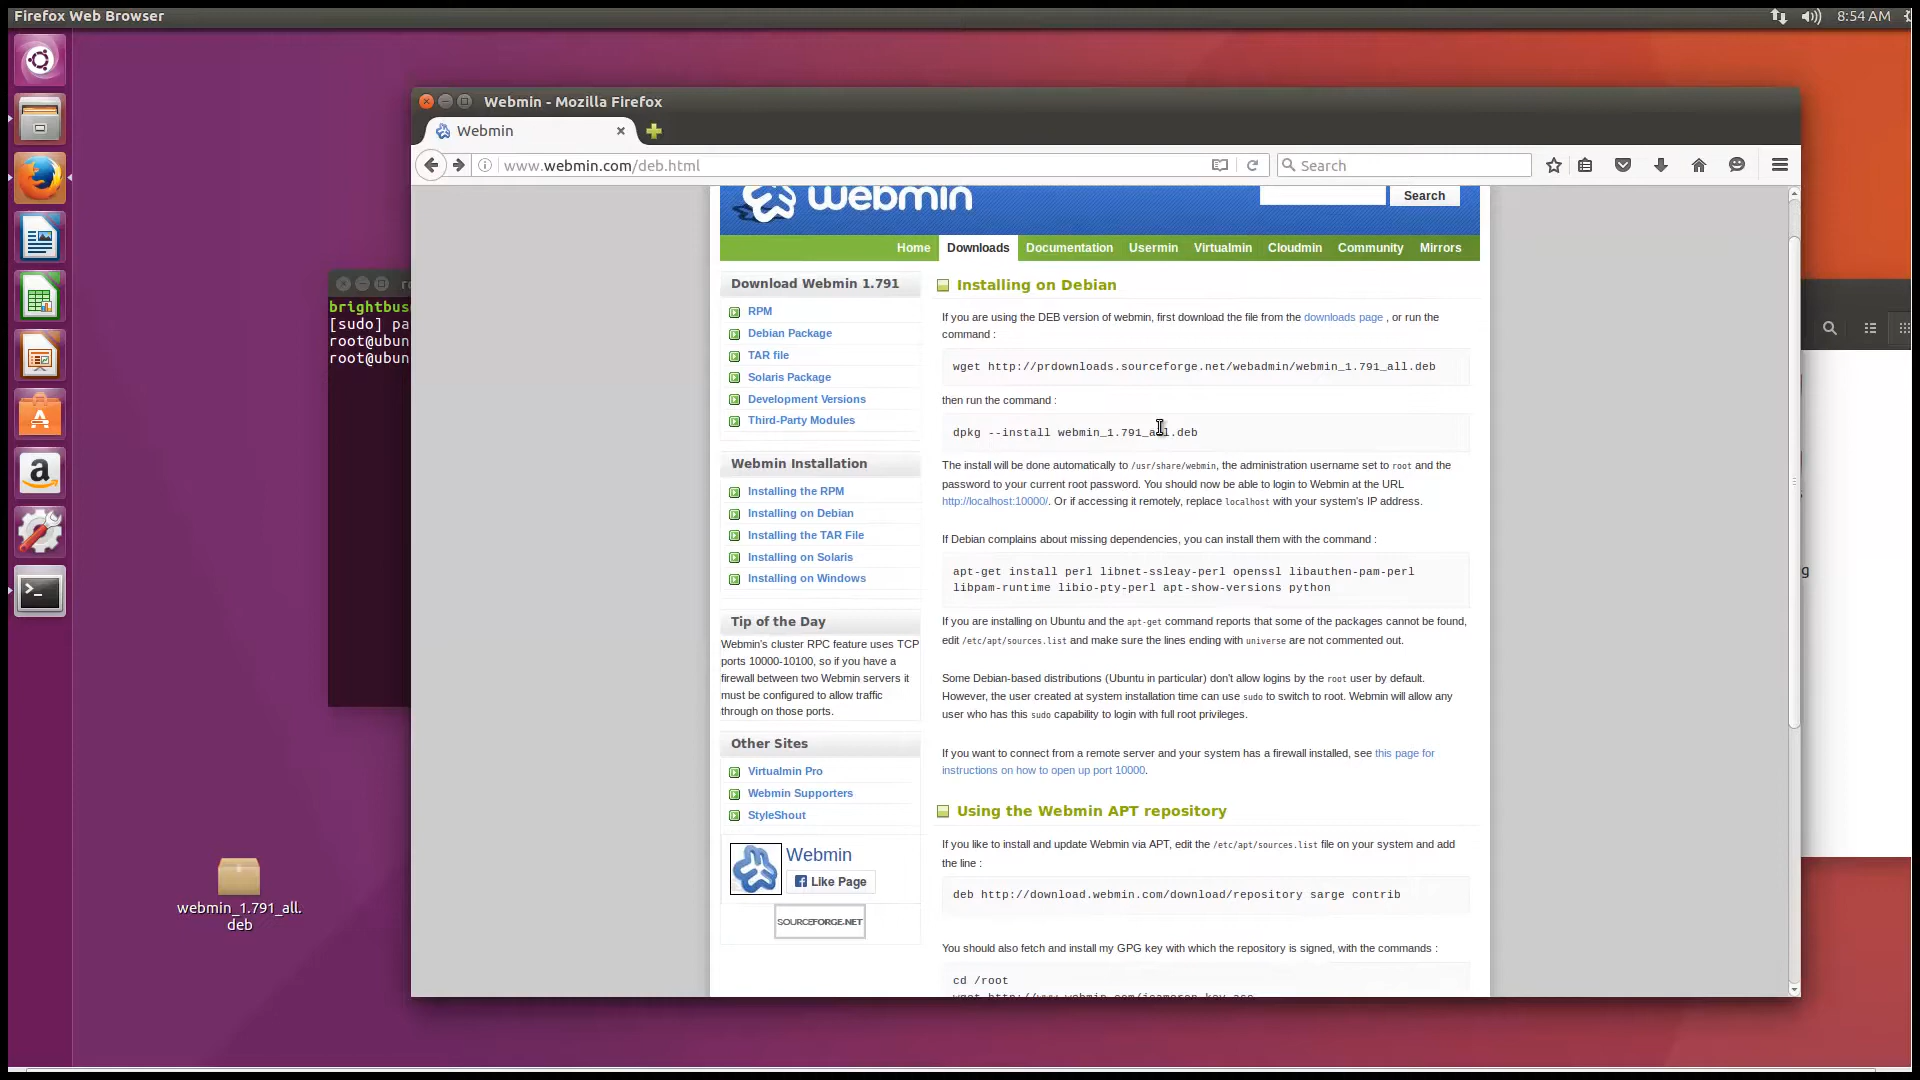 Firefox Web Browser
8:54 AM
Webmin - Mozilla Firefox
Webmin
www.webmin.com/deb.html
Search
webmin
Search
Home
Downloads
Documentation
Usermin
Virtualmin
Cloudmin
Community
Mirrors
Download Webmin 1.791
RPM
Debian Package
TAR file
Solaris Package
Development Versions
Third-Party Modules
Webmin Installation
Installing the RPM
Installing on Debian
Installing the TAR File
Installing on Solaris
Installing on Windows
Tip of the Day
Webmin's cluster RPC feature uses TCP
ports 10000-10100, so if you have a
firewall between two Webmin servers it
must be configured to allow traffic
through on those ports.
Other Sites
Virtualmin Pro
Webmin Supporters
StyleShout
Webmin
Like Page
SOURCEFORGE.NET
Installing on Debian
If you are using the DEB version of webmin, first download the file from the downloads page , or run the
command :
wget http://prdownloads.sourceforge.net/webadmin/webmin_1.791_all.deb
then run the command :
dpkg --install webmin_1.791_all.deb
The install will be done automatically to /usr/share/webmin, the administration username set to root and the
password to your current root password. You should now be able to login to Webmin at the URL
http://localhost:10000/. Or if accessing it remotely, replace localhost with your system's IP address.
If Debian complains about missing dependencies, you can install them with the command :
apt-get install perl libnet-ssleay-perl openssl libauthen-pam-perl
libpam-runtime libio-pty-perl apt-show-versions python
If you are installing on Ubuntu and the apt-get command reports that some of the packages cannot be found,
edit /etc/apt/sources.list and make sure the lines ending with universe are not commented out.
Some Debian-based distributions (Ubuntu in particular) don't allow logins by the root user by default.
However, the user created at system installation time can use sudo to switch to root. Webmin will allow any
user who has this sudo capability to login with full root privileges.
If you want to connect from a remote server and your system has a firewall installed, see this page for
instructions on how to open up port 10000.
Using the Webmin APT repository
If you like to install and update Webmin via APT, edit the /etc/apt/sources.list file on your system and add
the line :
deb http://download.webmin.com/download/repository sarge contrib
You should also fetch and install my GPG key with which the repository is signed, with the commands :
cd /root
brightbus
[sudo] pa
root@ubun
root@ubun
webmin_1.791_all.
deb
g